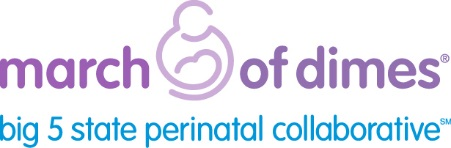 march of dimes®
big 5 state perinatal collaborative℠